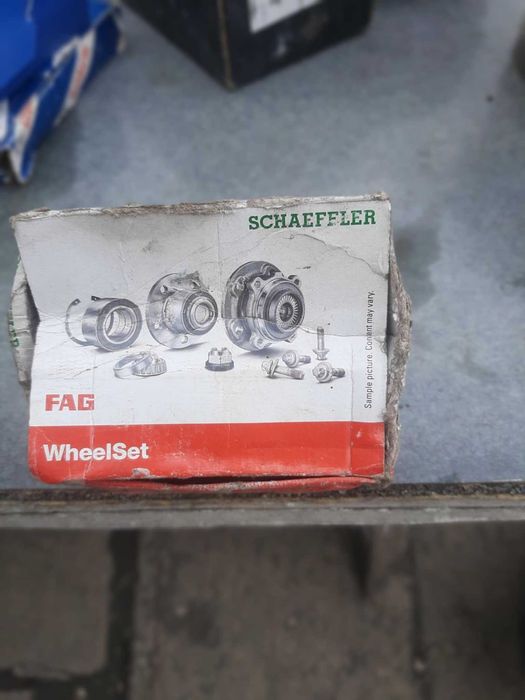 SCHAEFFLER
Sample picture. Content may vary.
FAG
WheelSet